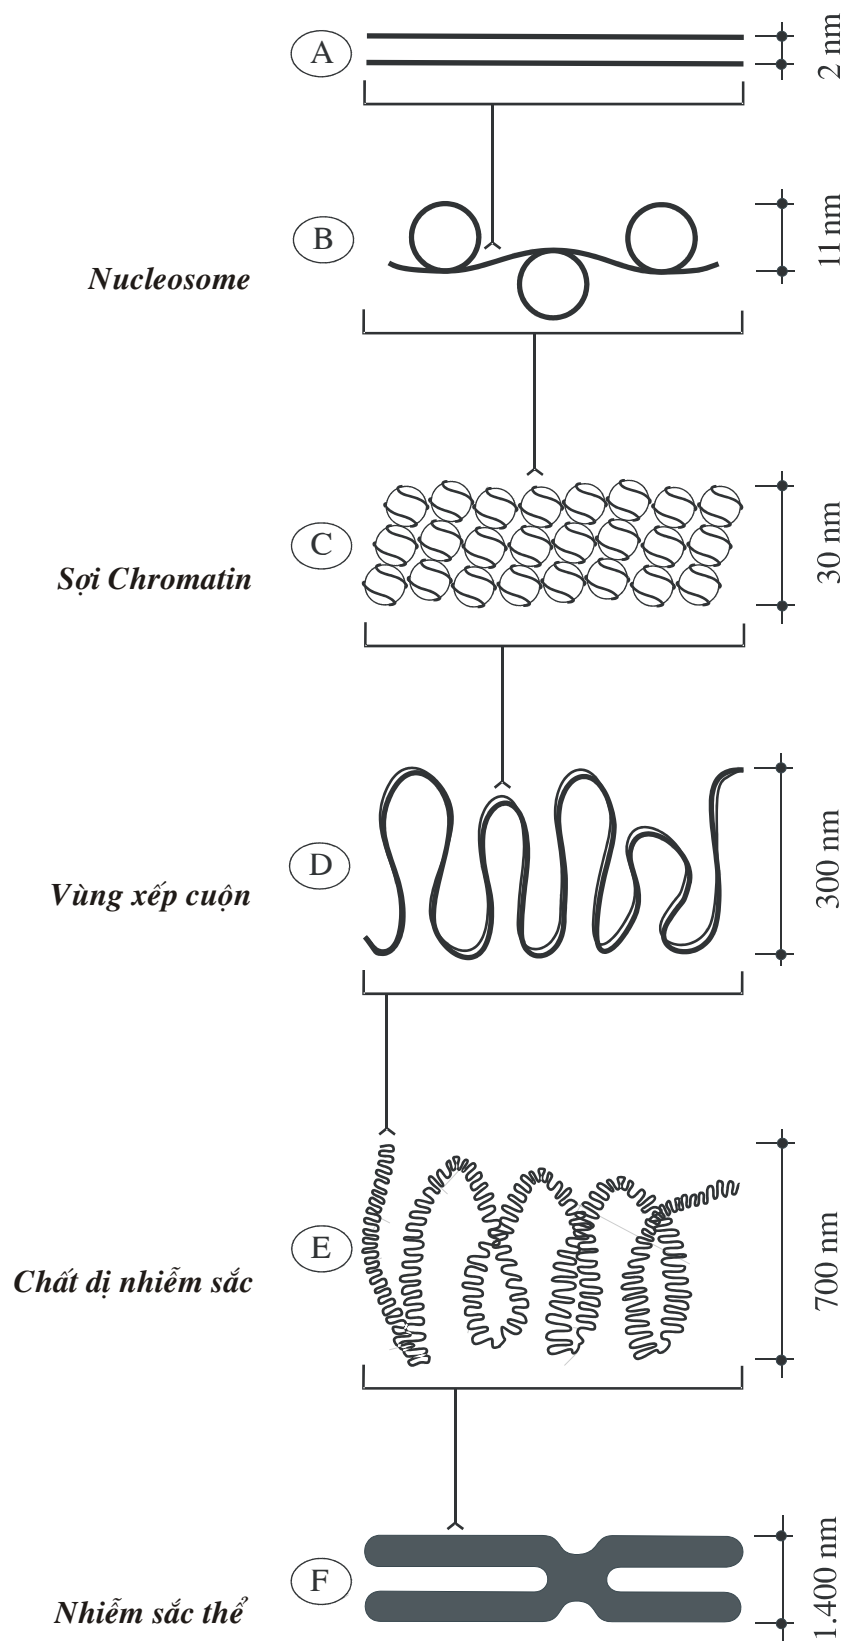 A
2 nm
B
11 nm
Nucleosome
C
30 nm
Sợi Chromatin
D
300 nm
Vùng xếp cuộn
E
700 nm
Chất dị nhiễm sắc
F
1.400 nm
Nhiễm sắc thể